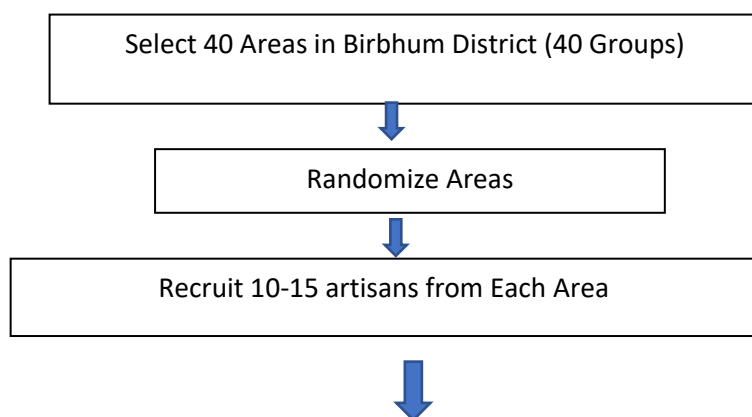 Select 40 Areas in Birbhum District (40 Groups)
Randomize Areas
Recruit 10-15 artisans from Each Area